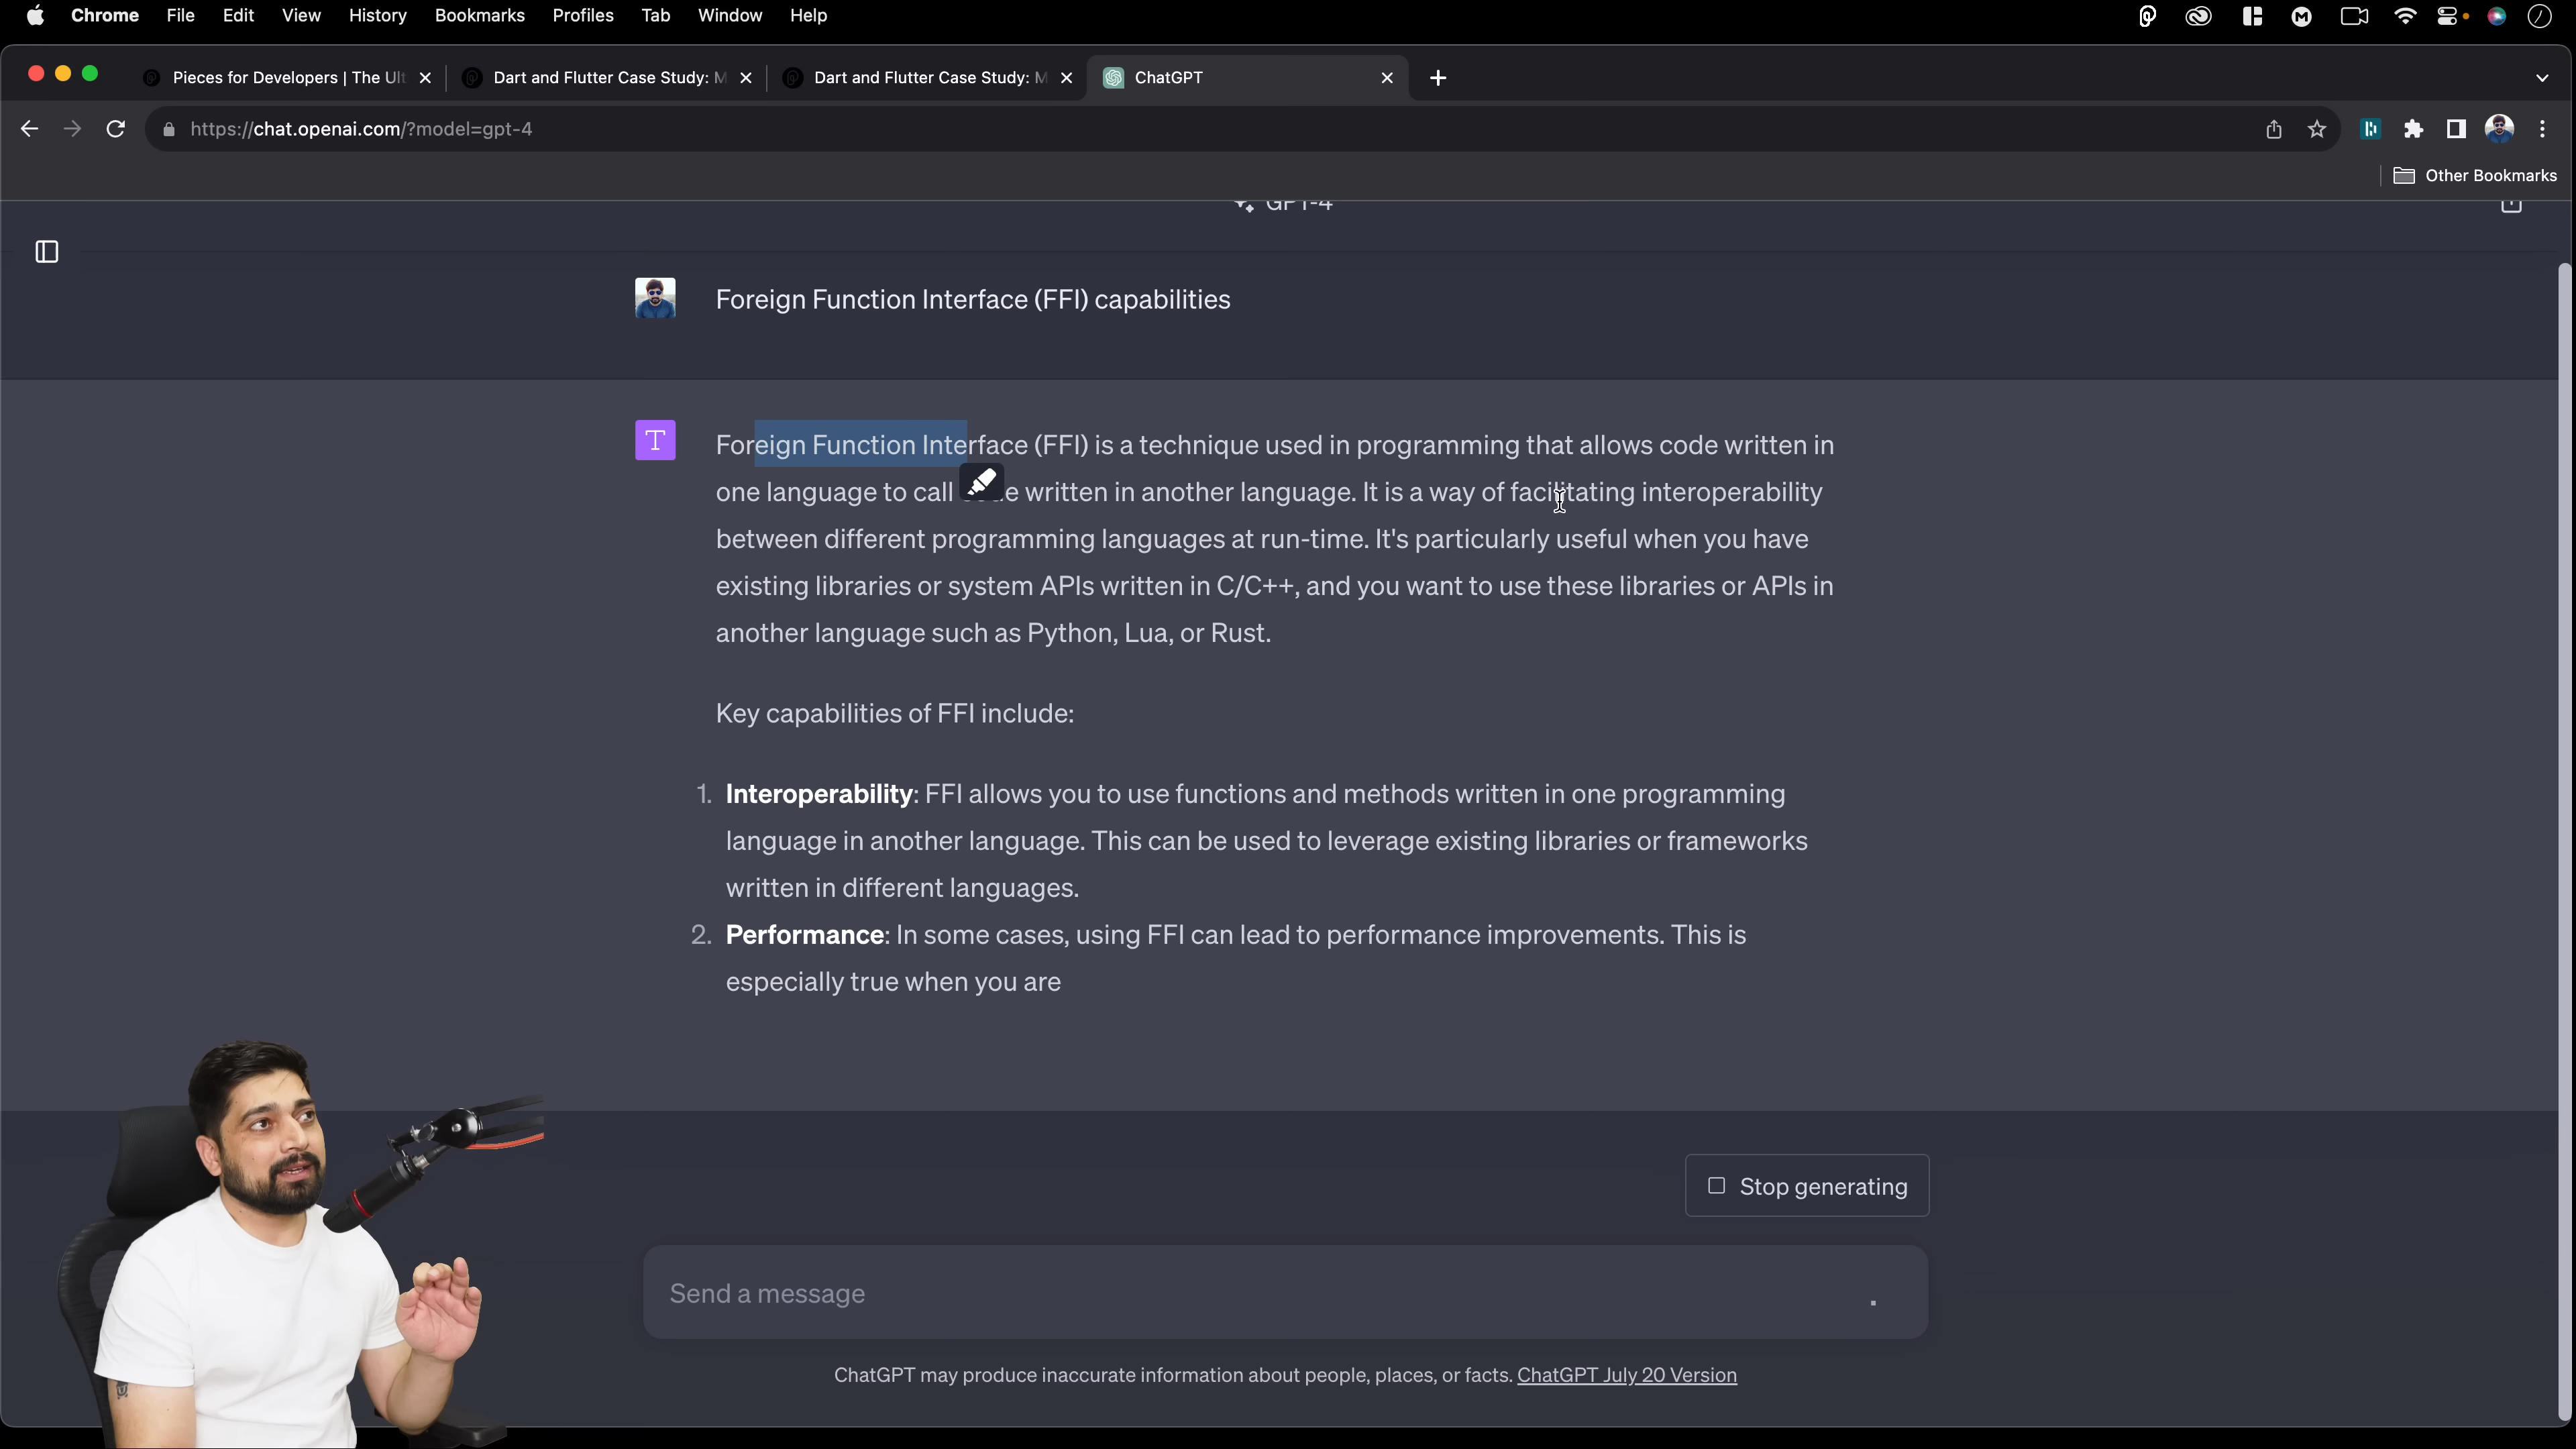 Chrome File Edit View History Bookmarks Profiles Tab Window Help
Pieces for Developers | The Ult
Dart and Flutter Case Study: M
Dart and Flutter Case Study: M
ChatGPT
https://chat.openai.com/?model=gpt-4
Other Bookmarks
GPT-4
Foreign Function Interface (FFI) capabilities
T
Foreign Function Interface (FFI) is a technique used in programming that allows code written in
one language to call e written in another language. It is a way of facilitating interoperability
between different programming languages at run-time. It's particularly useful when you have
existing libraries or system APIs written in C/C++, and you want to use these libraries or APIs in
another language such as Python, Lua, or Rust.
Key capabilities of FFI include:
1. Interoperability: FFI allows you to use functions and methods written in one programming
language in another language. This can be used to leverage existing libraries or frameworks
written in different languages.
2. Performance: In some cases, using FFI can lead to performance improvements. This is
especially true when you are
Stop generating
Send a message
ChatGPT may produce inaccurate information about people, places, or facts. ChatGPT July 20 Version